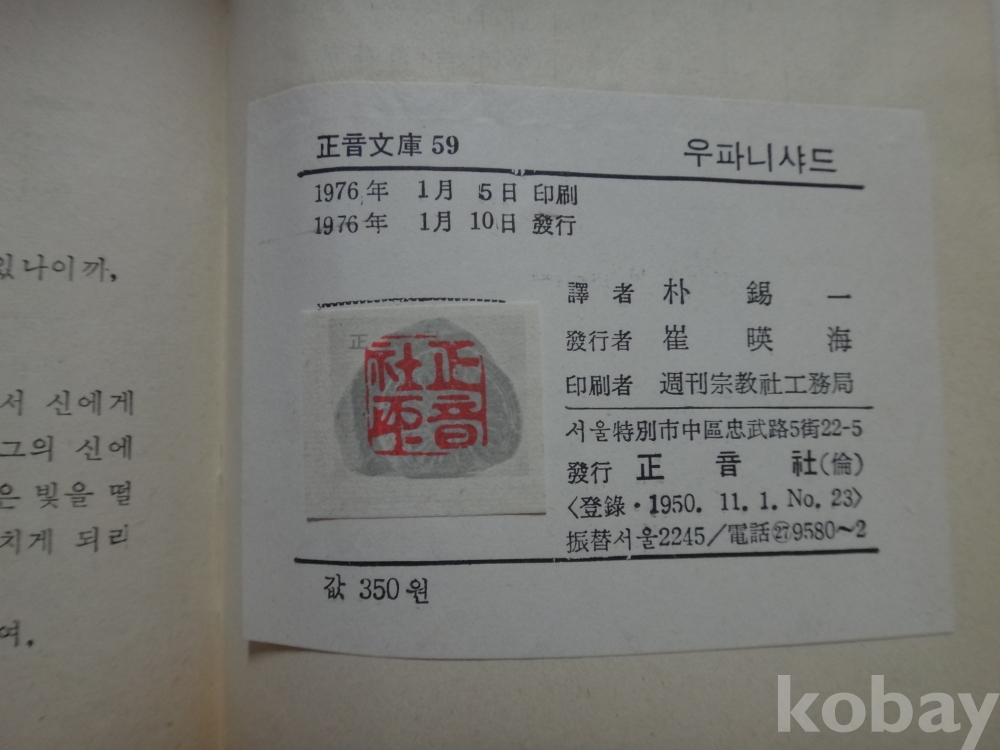 있나이까,
서 신에게
그의 신에
은 빛을 떨
치게 되리
여.
正音文庫 59 우파니샤드
1976年 1月 5日 印刷
1976年 1月 10日 發行
譯者 朴錫一
發行者 崔暎海
印刷者 週刊宗教社工務局
서울特別市中區忠武路5街22-5
發行 正音社(倫)
〈登錄·1950. 11. 1. No. 23〉
振替서울2245/電話㉗9580~2
값 350원
正
正音社
kobay